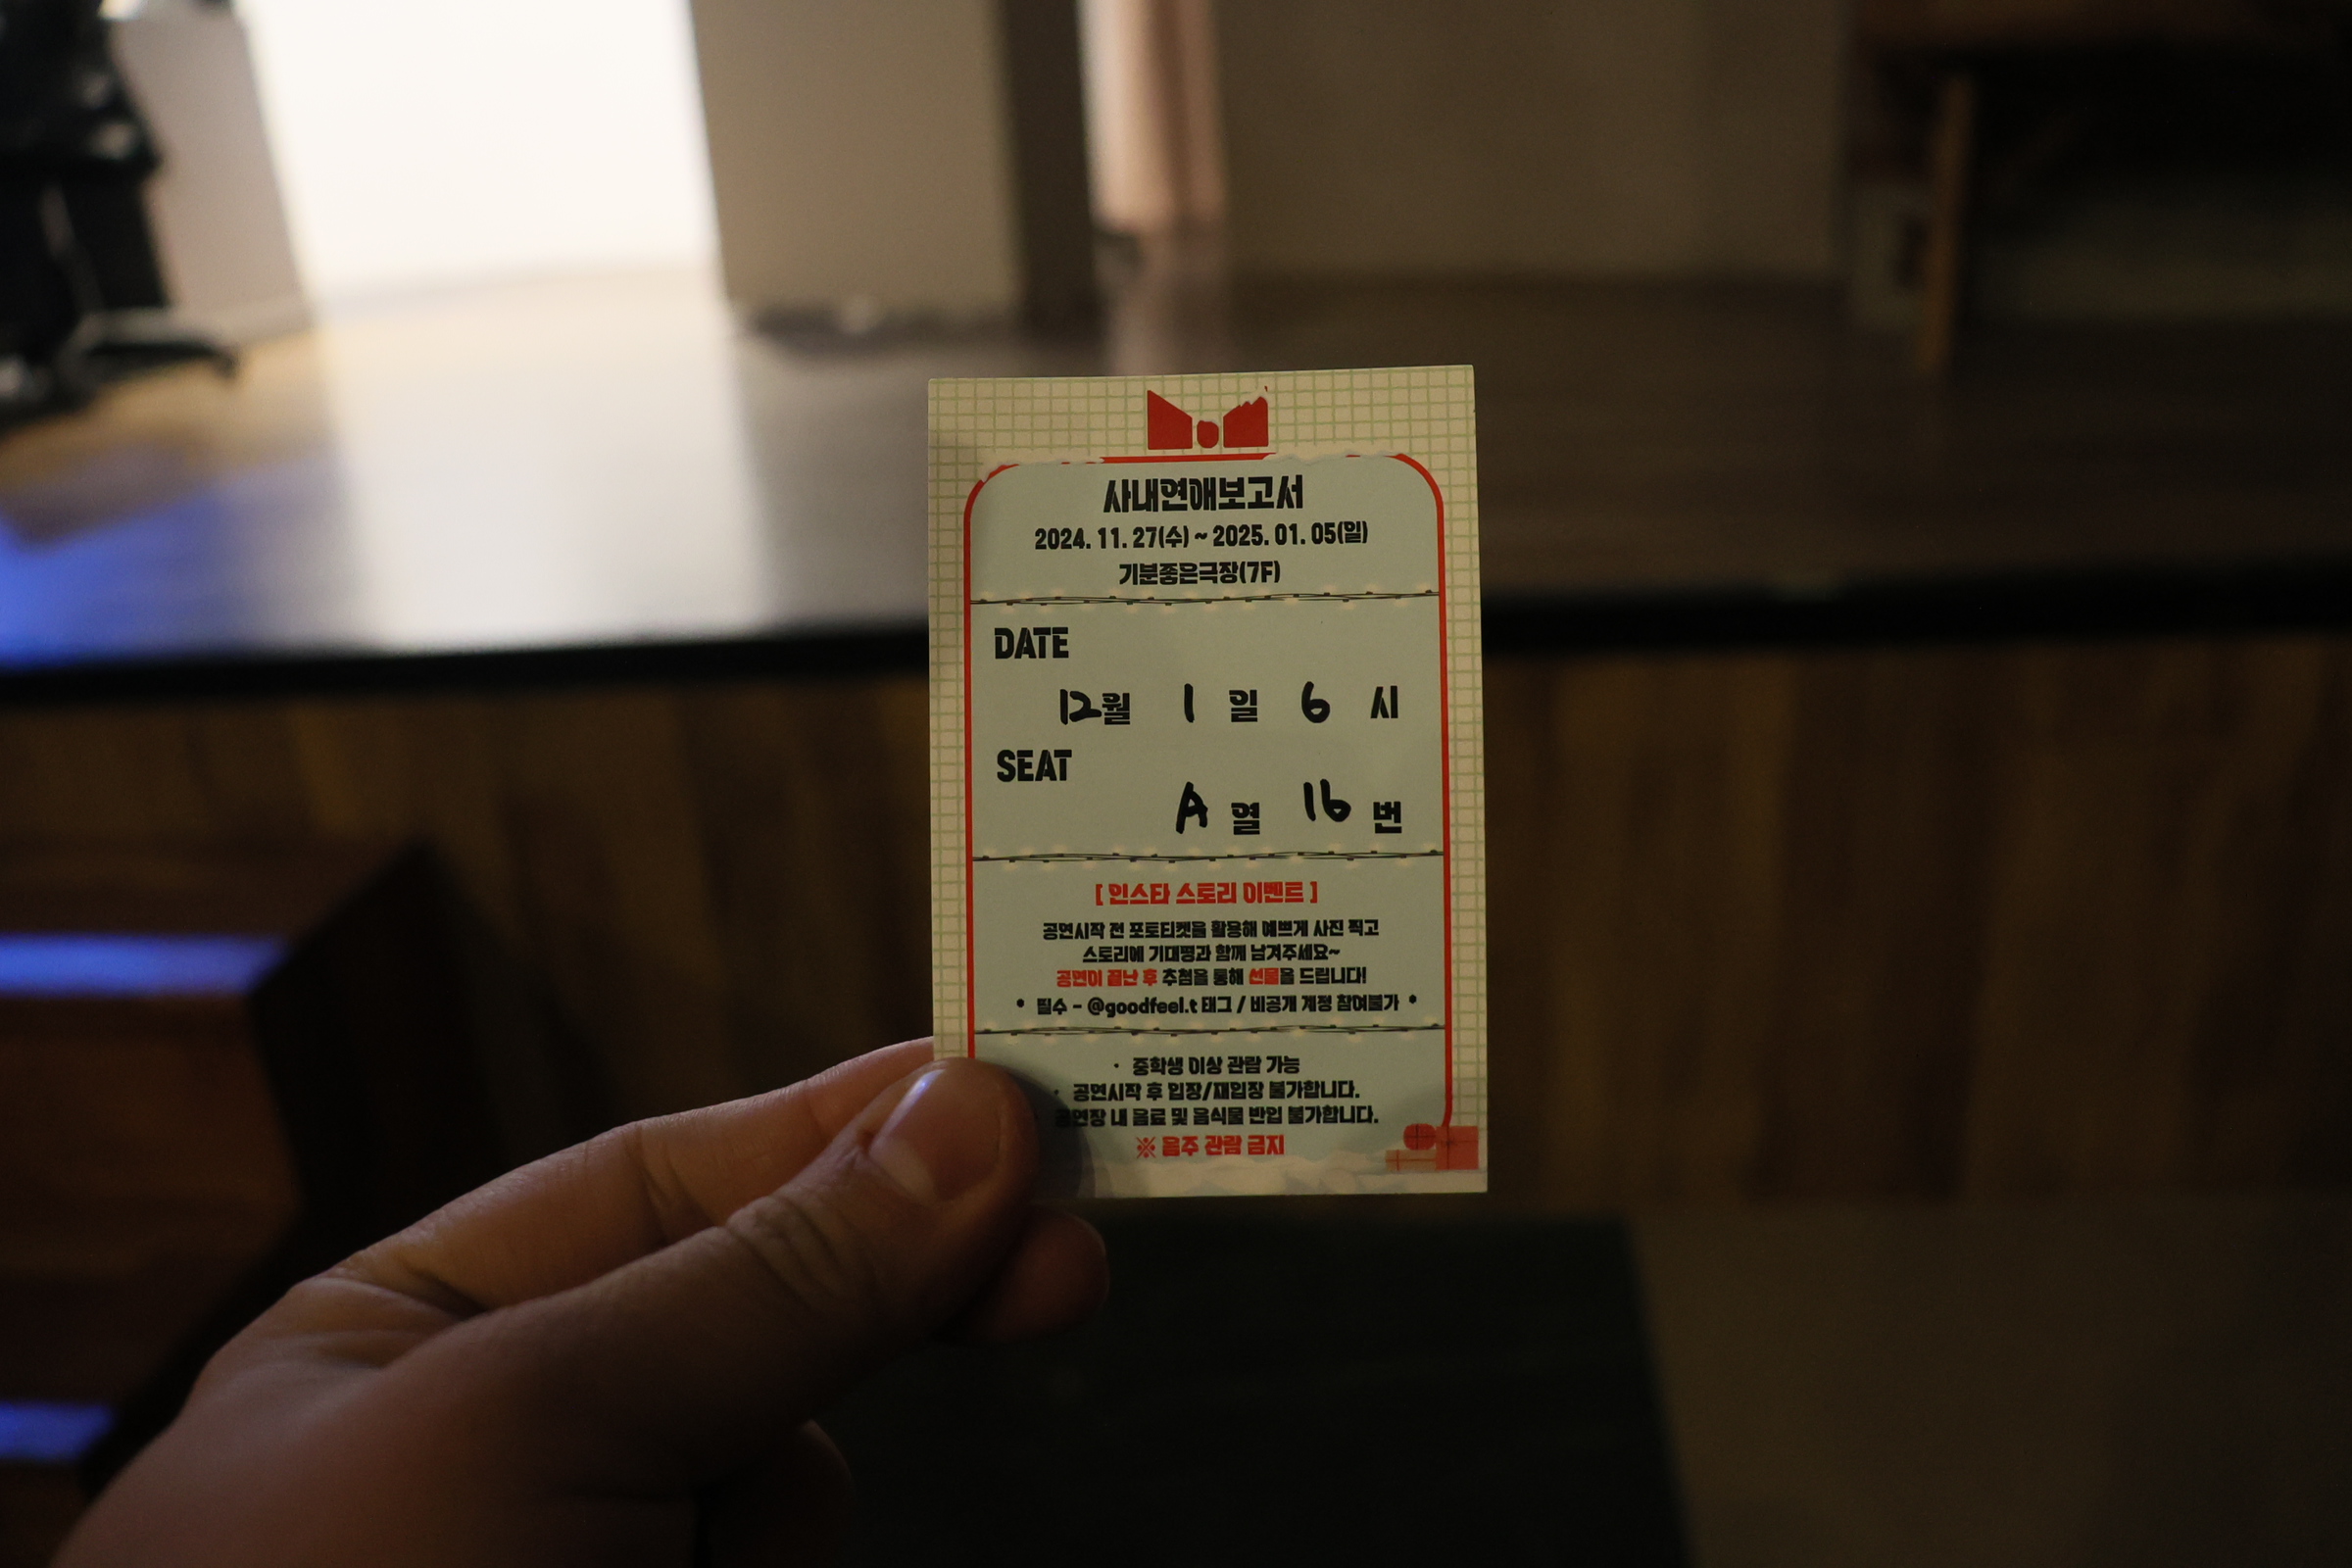 사내연애보고서
2024. 11. 27(수) ~ 2025. 01. 05(일)
기분좋은극장(7F)
DATE
12월 1 일 6 시
SEAT
A 열 16 번
[ 인스타 스토리 이벤트 ]
공연시작 전 포토티켓을 활용해 예쁘게 사진 찍고
스토리에 기대평과 함께 남겨주세요~
공연이 끝난 후 추첨을 통해 선물을 드립니다!
* 필수 - @goodfeel.t 태그 / 비공개 계정 참여불가 *
· 중학생 이상 관람 가능
· 공연시작 후 입장/재입장 불가합니다.
공연장 내 음료 및 음식물 반입 불가합니다.
※ 음주 관람 금지